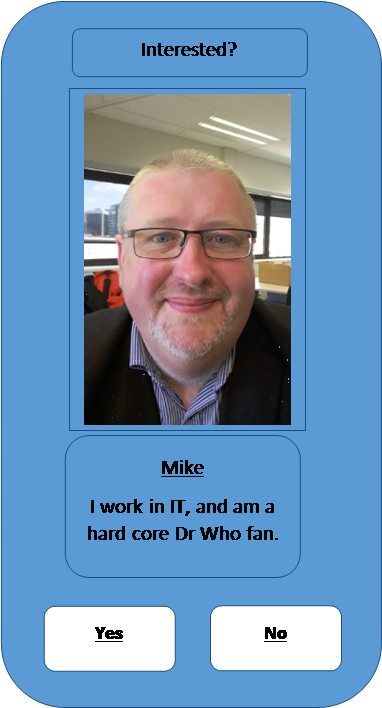 Interested?
Mike
I work in IT, and am a
hard core Dr Who fan.
Yes
No